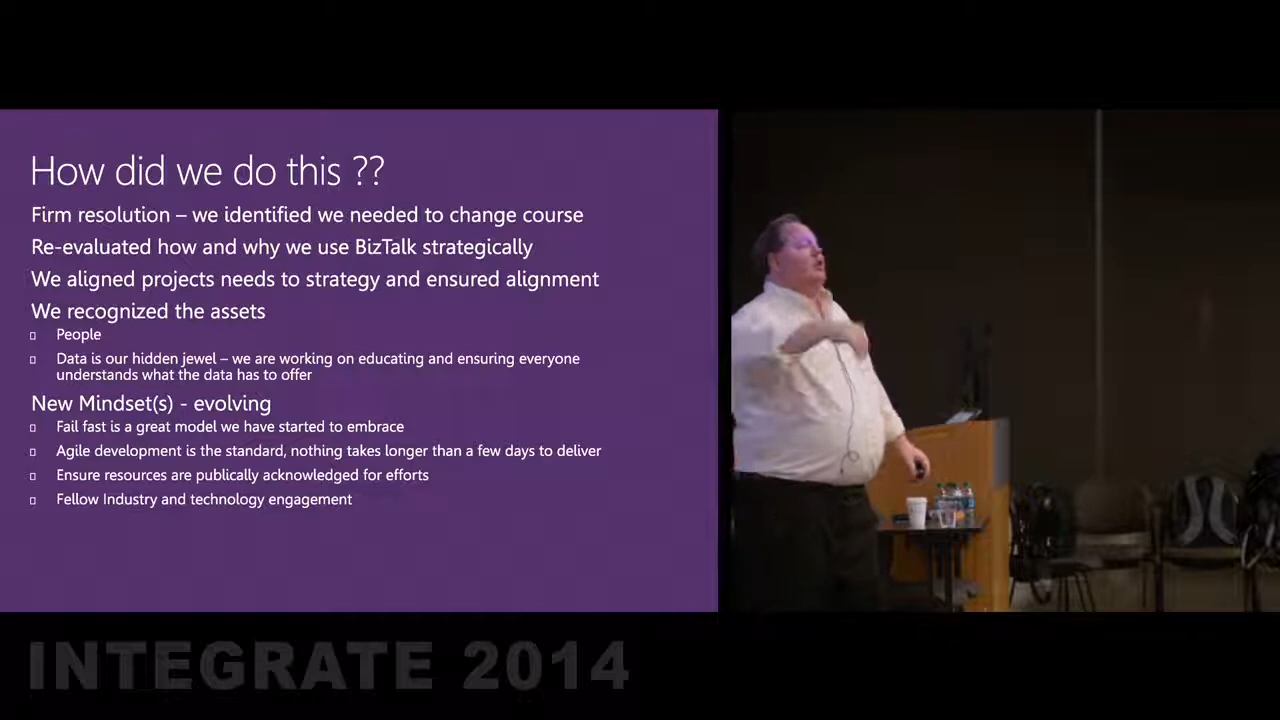 How did we do this ??
Firm resolution – we identified we needed to change course
Re-evaluated how and why we use BizTalk strategically
We aligned projects needs to strategy and ensured alignment
We recognized the assets
People
Data is our hidden jewel – we are working on educating and ensuring everyone
understands what the data has to offer
New Mindset(s) - evolving
Fail fast is a great model we have started to embrace
Agile development is the standard, nothing takes longer than a few days to deliver
Ensure resources are publically acknowledged for efforts
Fellow Industry and technology engagement
INTEGRATE 2014